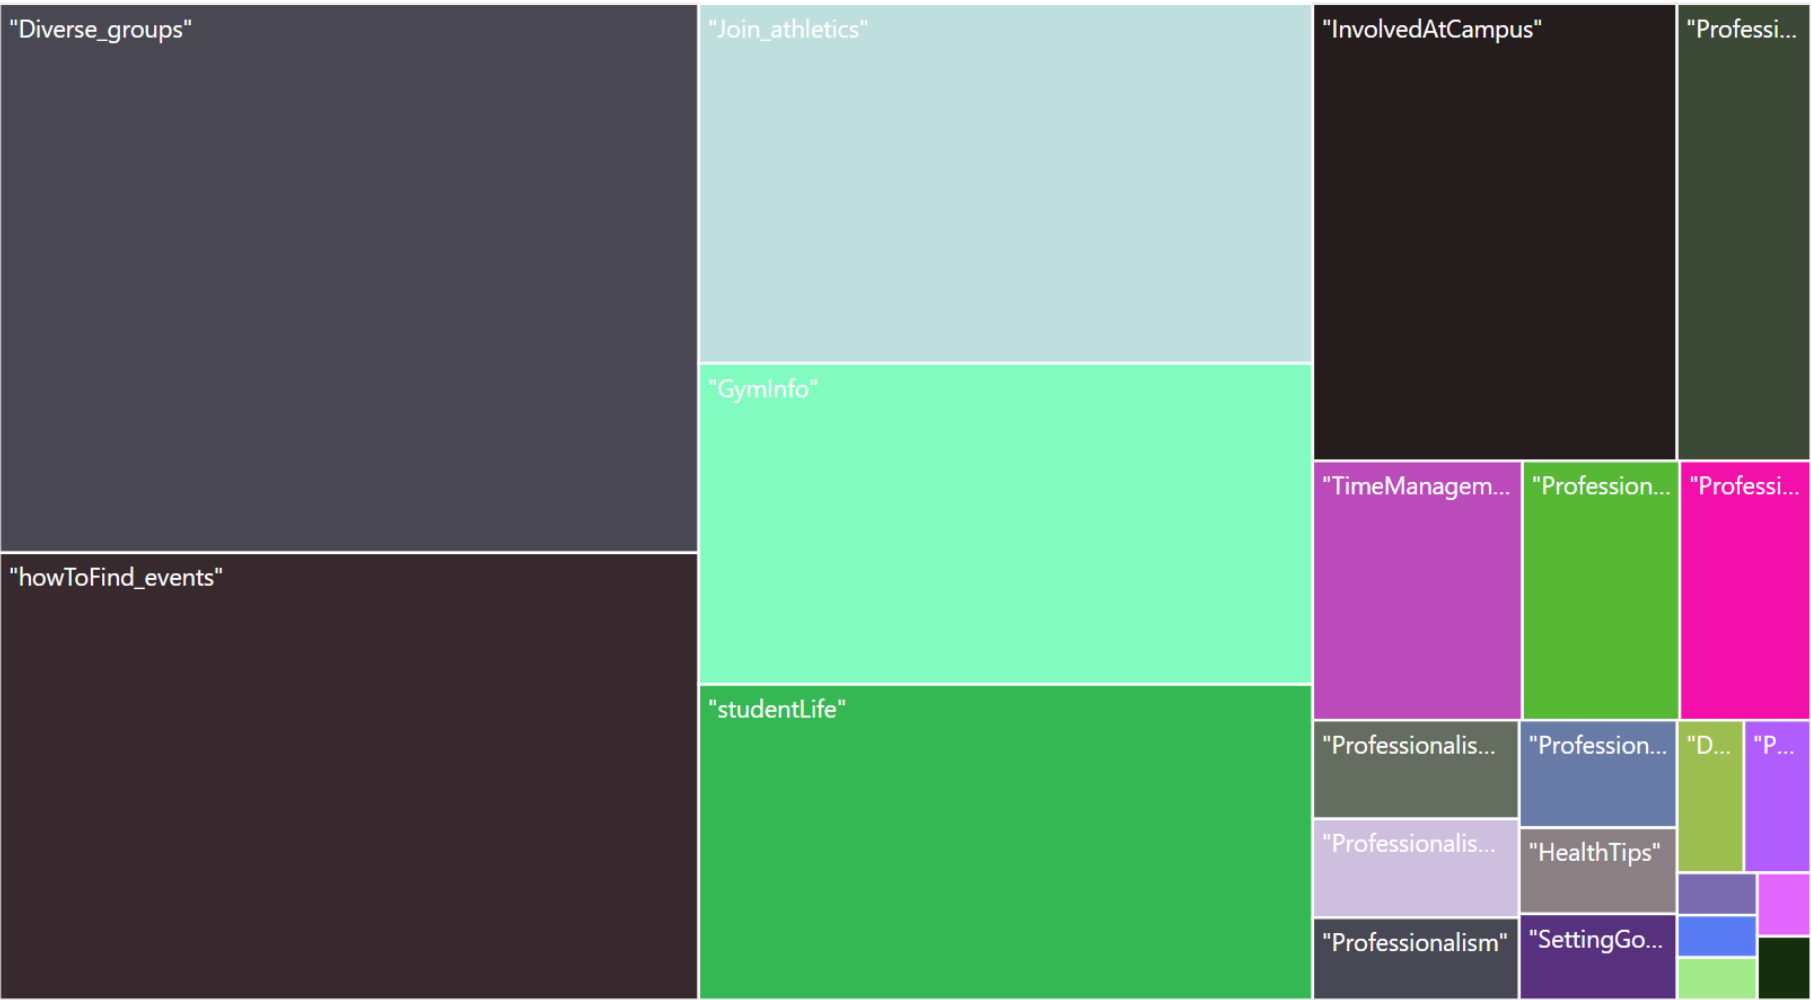 "Diverse_groups"
"howToFind_events"
"Join_athletics"
"GymInfo"
"studentLife"
"InvolvedAtCampus"
"Professi...
"TimeManagem...
"Profession...
"Professi...
"Professionalis...
"Professionalis...
"Professionalism"
"Profession...
"HealthTips"
"SettingGo...
"D...
"P...